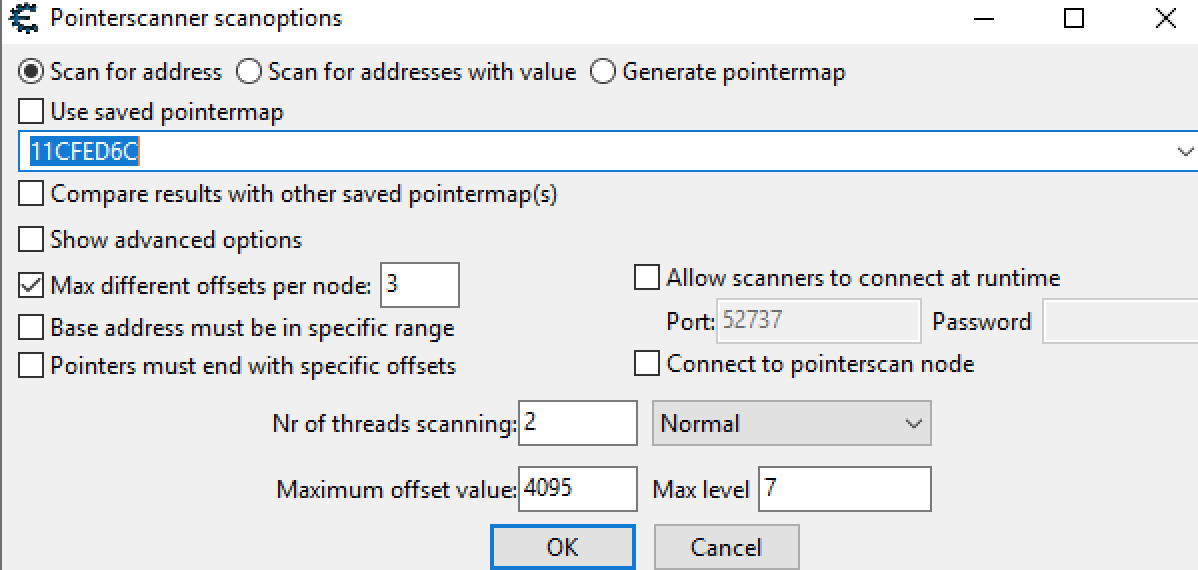 Pointerscanner scanoptions
Scan for address Scan for addresses with value Generate pointermap
Use saved pointermap
11CFED6C
Compare results with other saved pointermap(s)
Show advanced options
Max different offsets per node: 3
Allow scanners to connect at runtime
Base address must be in specific range
Port: 52737 Password
Pointers must end with specific offsets
Connect to pointerscan node
Nr of threads scanning: 2 Normal
Maximum offset value: 4095 Max level 7
OK Cancel